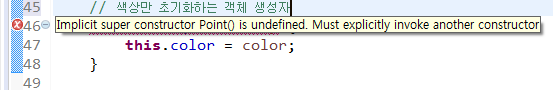 45
// 색상만 초기화하는 객체 생성자
46
Implicit super constructor Point() is undefined. Must explicitly invoke another constructor
47
this.color = color;
48
}
49